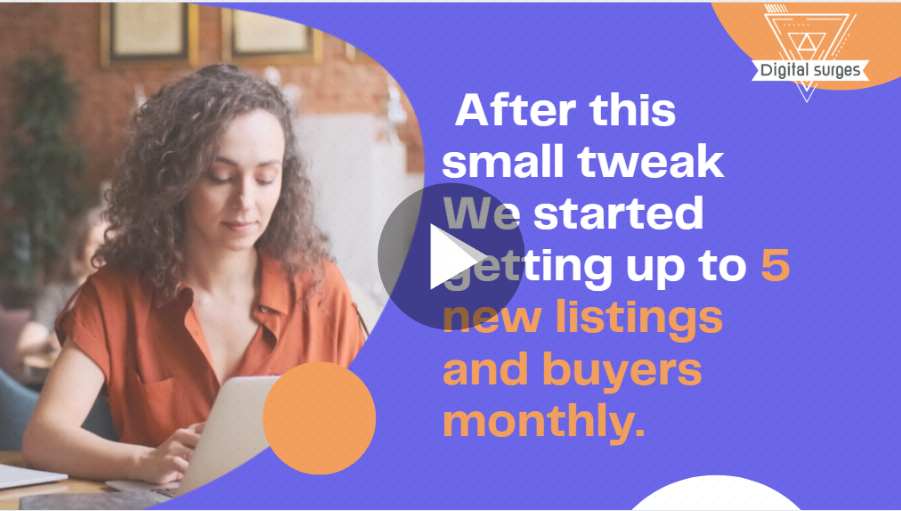 Digital surges
After this
small tweak
We started
getting up to 5
new listings
and buyers
monthly.